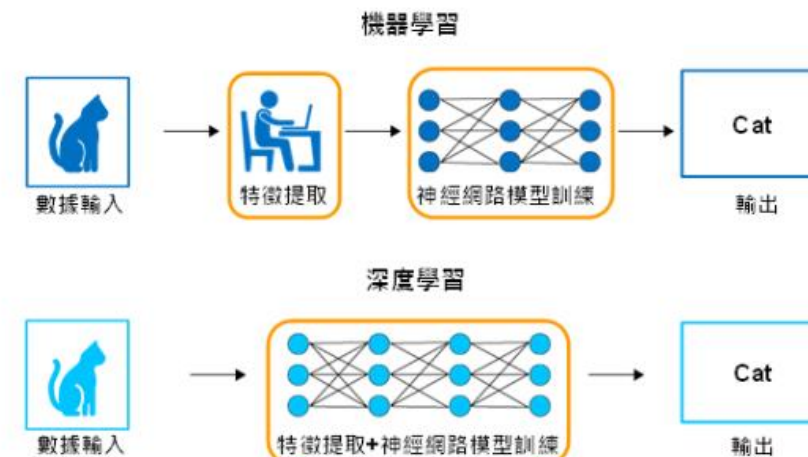 機器學習
Cat
數據輸入
特徵提取
神經網路模型訓練
輸出
深度學習
Cat
數據輸入
特徵提取+神經網路模型訓練
輸出